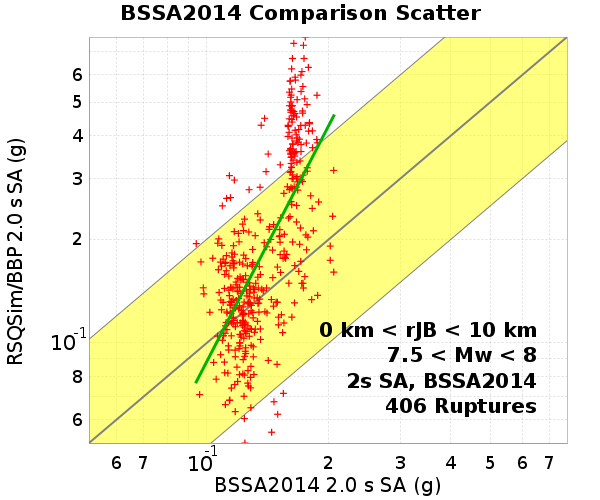 BSSA2014 Comparison Scatter
RSQSim/BBP 2.0 s SA (g)
6
5
4
3
2
10-1
8
6
0 km < rJB < 10 km
7.5 < Mw < 8
2s SA, BSSA2014
406 Ruptures
6 7 10-1 2 3 4 5 6 7
BSSA2014 2.0 s SA (g)